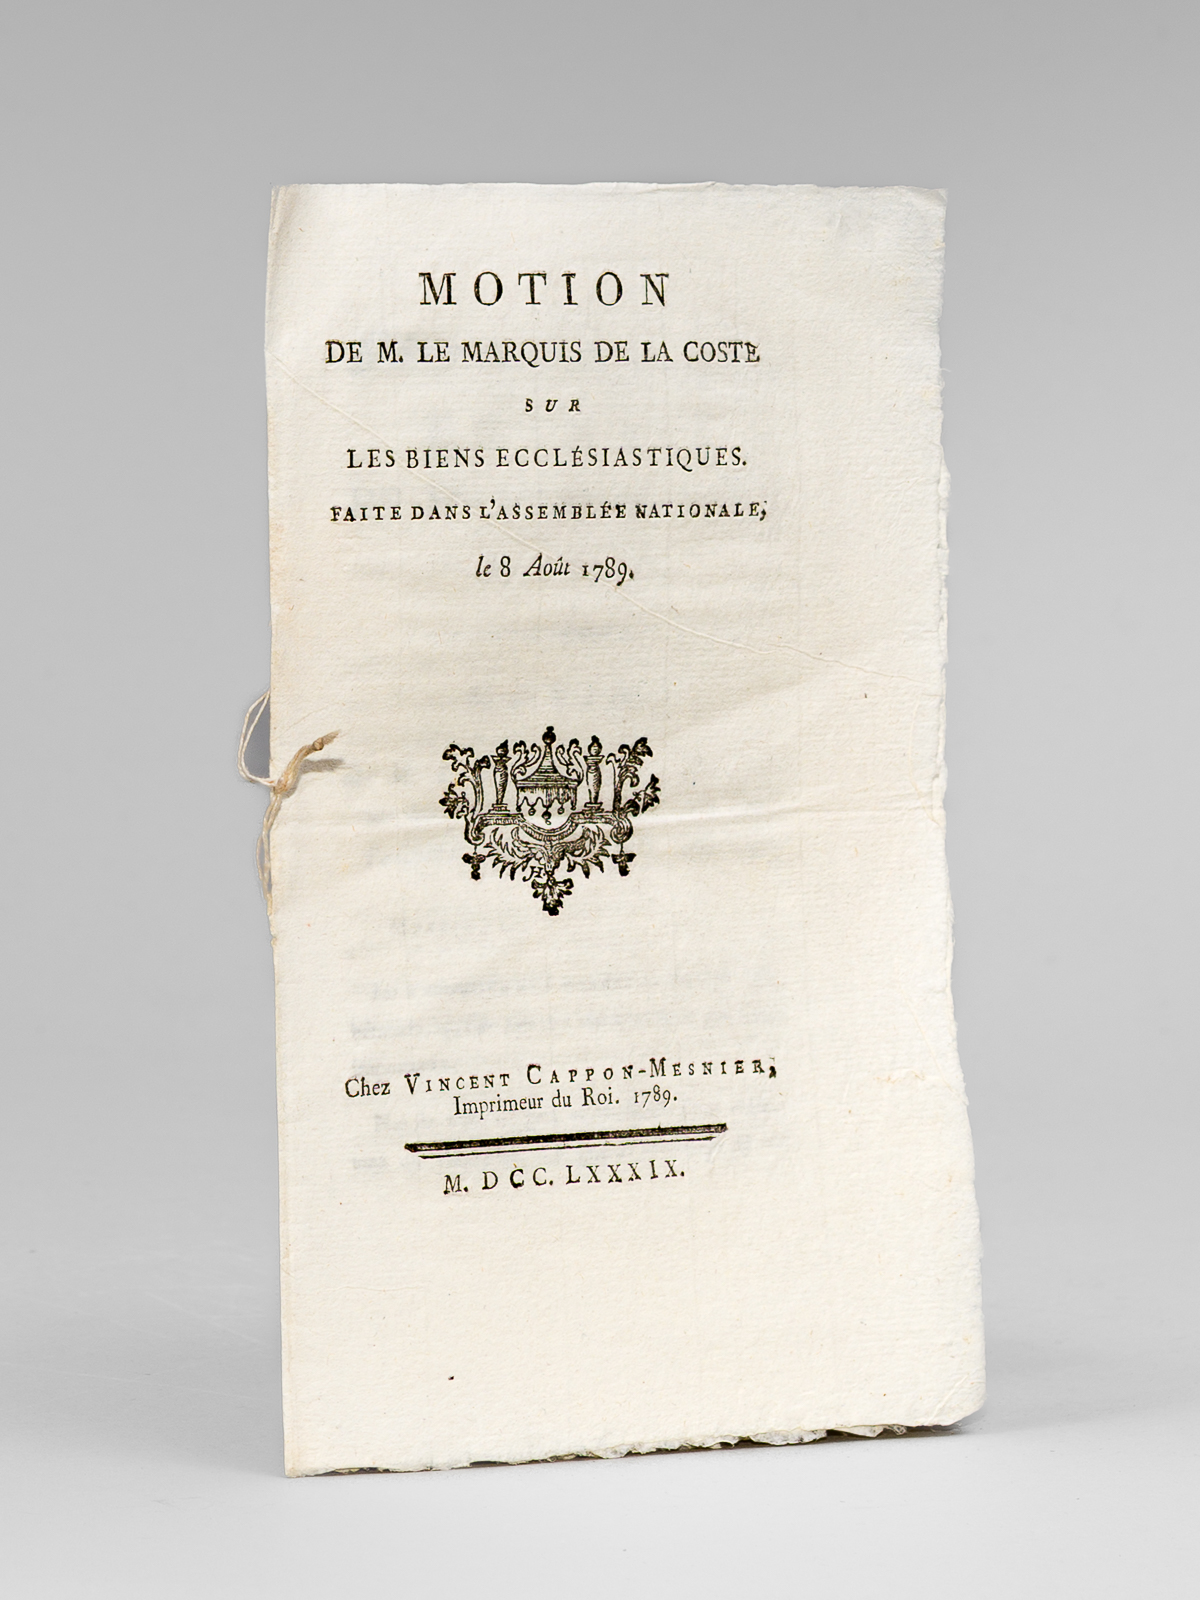 MOTION
DE M. LE MARQUIS DE LA COSTE
SUR
LES BIENS ECCLÉSIASTIQUES.
FAITE DANS L'ASSEMBLÉE NATIONALE,
le 8 Août 1789.
Chez VINCENT CAPPON-MESNIER,
Imprimeur du Roi. 1789.
M. DCC. LXXXIX.